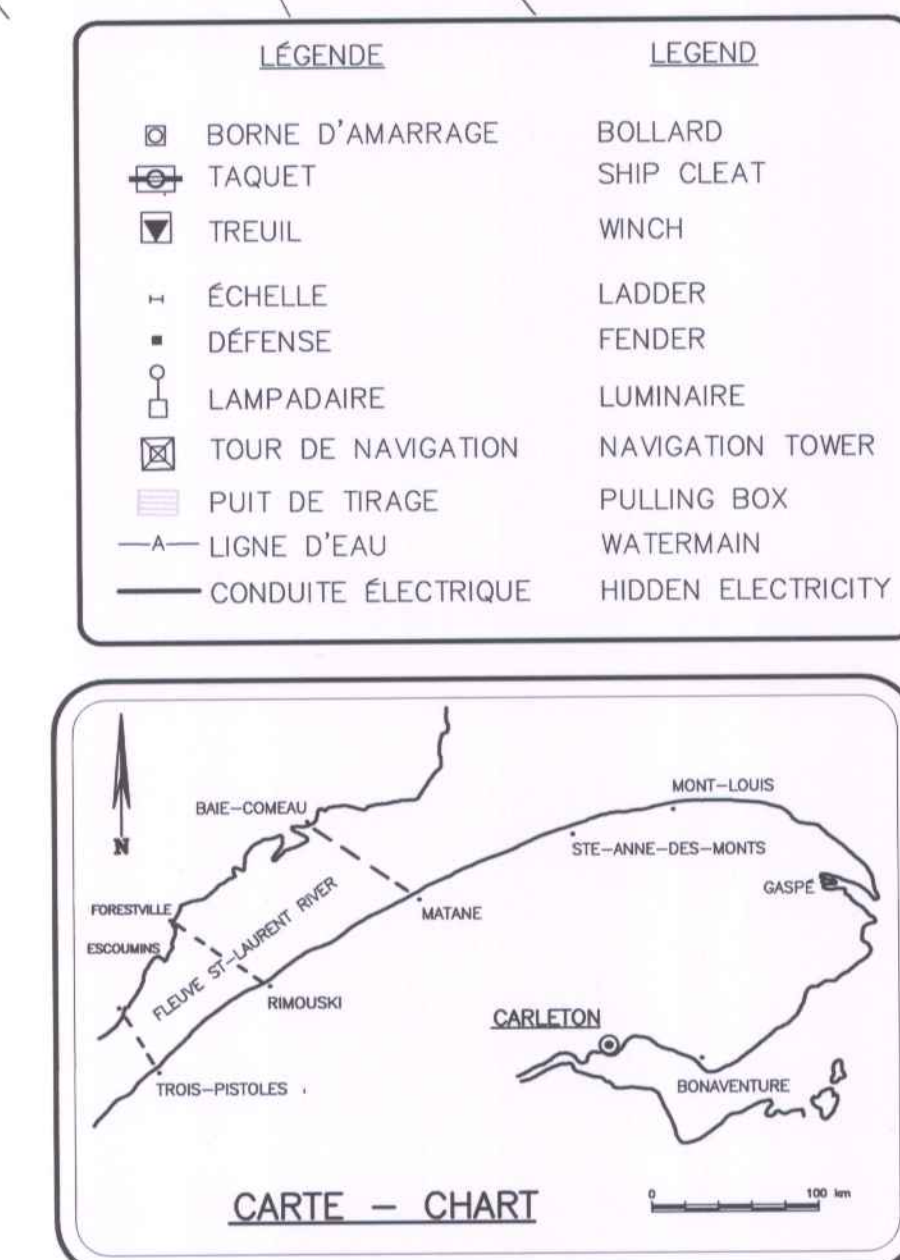 LÉGENDE LEGEND
BORNE D'AMARRAGE BOLLARD
TAQUET SHIP CLEAT
TREUIL WINCH
ÉCHELLE LADDER
DÉFENSE FENDER
LAMPADAIRE LUMINAIRE
TOUR DE NAVIGATION NAVIGATION TOWER
PUIT DE TIRAGE PULLING BOX
A LIGNE D'EAU WATERMAIN
CONDUITE ÉLECTRIQUE HIDDEN ELECTRICITY
N
BAIE-COMEAU
MONT-LOUIS
STE-ANNE-DES-MONTS
GASPÉ
FORESTVILLE
MATANE
ESCOUMINS
FLEUVE ST-LAURENT RIVER
RIMOUSKI
CARLETON
TROIS-PISTOLES
BONAVENTURE
CARTE - CHART
0 100 km